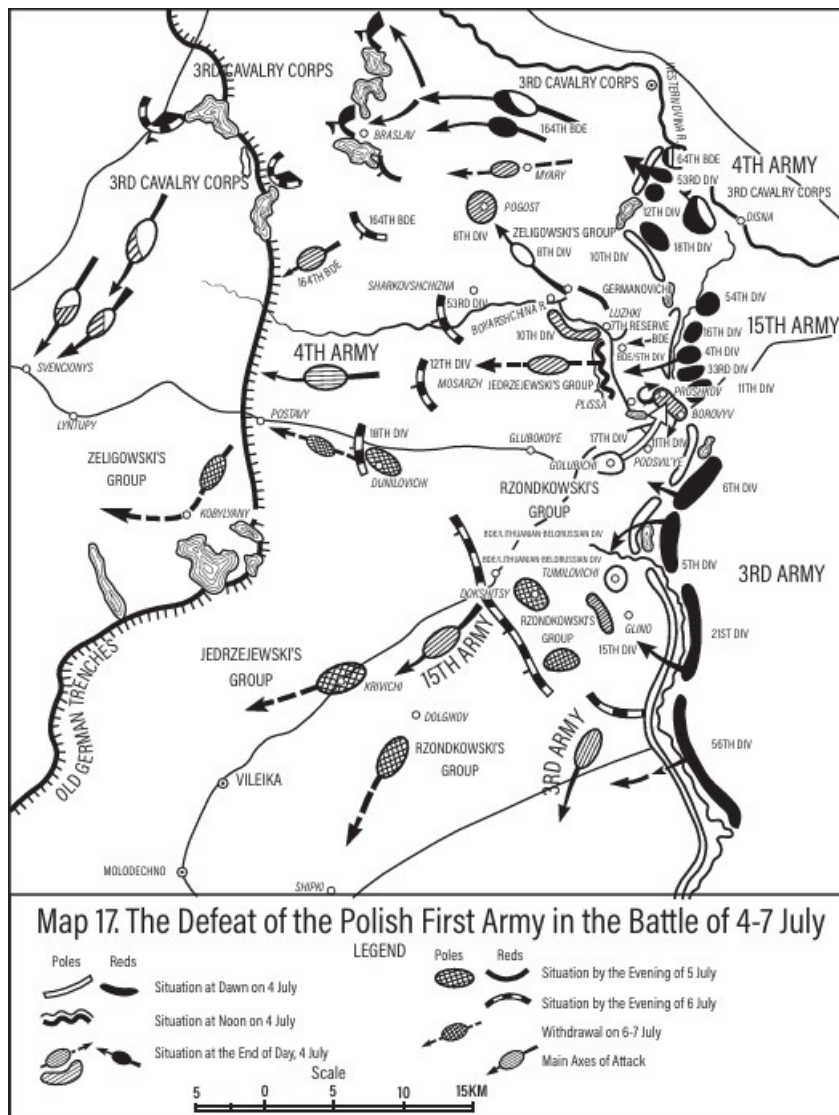 3RD CAVALRY CORPS
3RD CAVALRY CORPS
WESTERN DVINA R.
BRASLAV
164TH BDE
64TH BDE
4TH ARMY
53RD DIV
3RD CAVALRY CORPS
3RD CAVALRY CORPS
MYARY
12TH DIV
DISNA
POGOST
164TH BDE
8TH DIV
ZELIGOWSKI'S GROUP
8TH DIV
10TH DIV
18TH DIV
164TH BDE
SHARKOVSHCHIZNA
GERMANOVICHI
53RD DIV
54TH DIV
BOYARSHCHINA R.
LUZHKI
15TH ARMY
10TH DIV
7TH RESERVE
BDE
16TH DIV
4TH ARMY
BDE/5TH DIV
4TH DIV
12TH DIV
33RD DIV
SVENCIONYS
MOSARZH
JEDRZEJEWSKI'S GROUP
PROSHKOV
11TH DIV
PLISSA
BOROVYV
LYNTUPY
POSTAVY
18TH DIV
17TH DIV
11TH DIV
GLUBOKOYE
ZELIGOWSKI'S
GROUP
GOLUBICHI
PODSVIL'YE
DUNILOVICHI
RZONDKOWSKI'S
GROUP
6TH DIV
KOBYLYANY
BDE/LITHUANIAN-BELORUSSIAN DIV
BDE/LITHUANIAN-BELORUSSIAN DIV
5TH DIV
TUMILOVICHI
3RD ARMY
DOKSHITSY
RZONDKOWSKI'S
GROUP
GLINO
21ST DIV
15TH DIV
JEDRZEJEWSKI'S
GROUP
15TH ARMY
KRIVICHI
OLD GERMAN TRENCHES
DOLGIKOV
RZONDKOWSKI'S
GROUP
3RD ARMY
56TH DIV
VILEIKA
MOLODECHNO
SHIPKI
Map 17. The Defeat of the Polish First Army in the Battle of 4-7 July
LEGEND
Poles Reds
Situation at Dawn on 4 July
Situation at Noon on 4 July
Situation at the End of Day, 4 July
Poles Reds
Situation by the Evening of 5 July
Situation by the Evening of 6 July
Withdrawal on 6-7 July
Main Axes of Attack
Scale
5 0 5 10 15KM